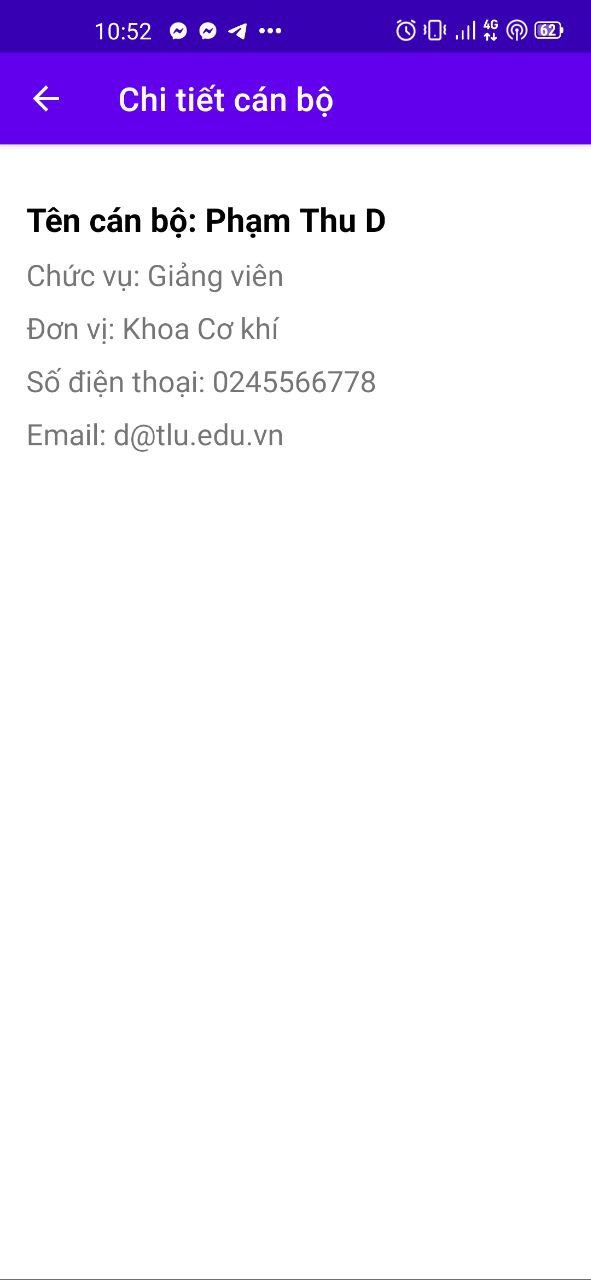 10:52 4G 62
Chi tiết cán bộ
Tên cán bộ: Phạm Thu D
Chức vụ: Giảng viên
Đơn vị: Khoa Cơ khí
Số điện thoại: 0245566778
Email: d@tlu.edu.vn